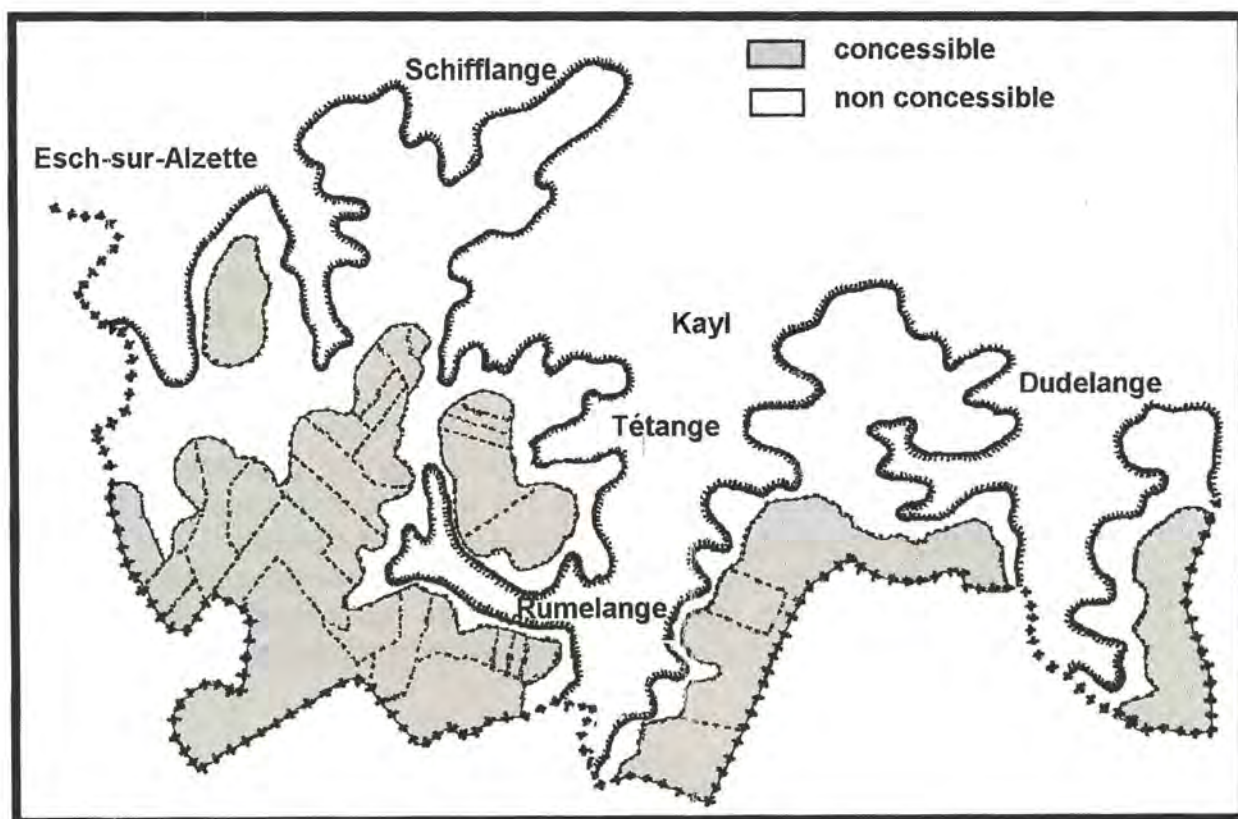 Schifflange
concessible
non concessible
Esch-sur-Alzette
Kayl
Dudelange
Tétange
Rumelange